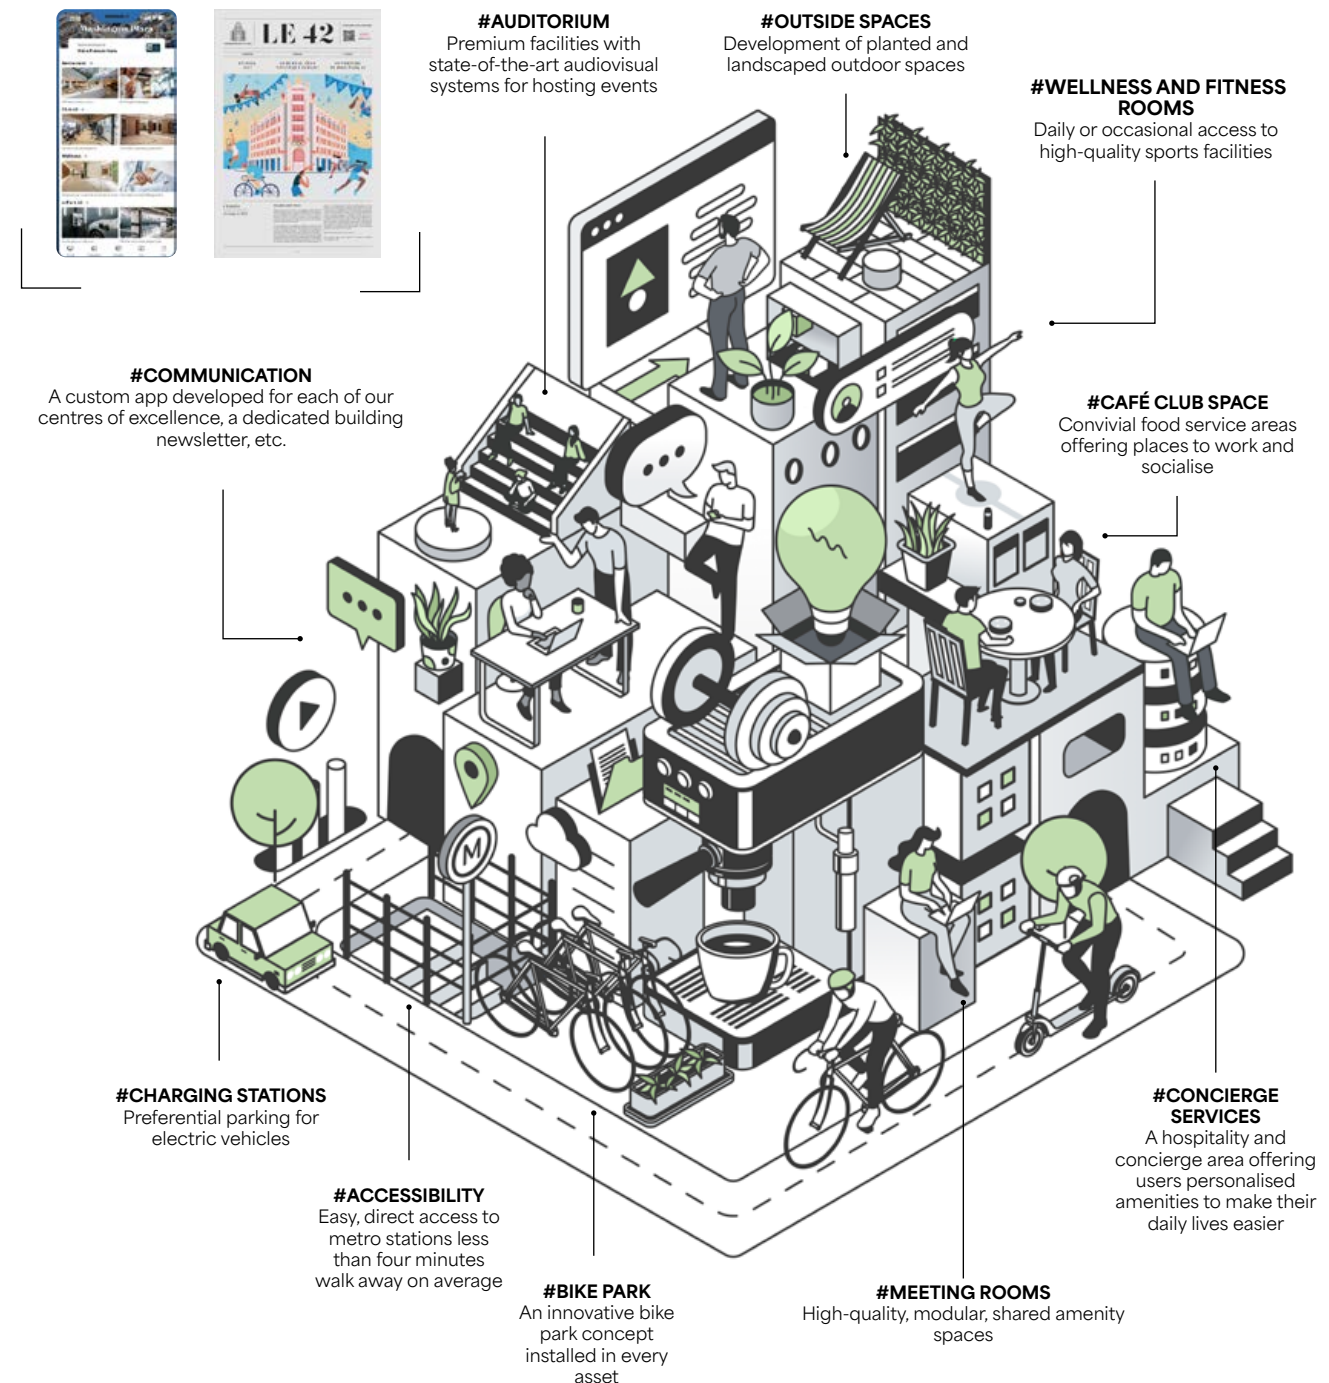 Washington Plaza
LE 42
#AUDITORIUM
Premium facilities with
state-of-the-art audiovisual
systems for hosting events
#OUTSIDE SPACES
Development of planted and
landscaped outdoor spaces
#WELLNESS AND FITNESS
ROOMS
Daily or occasional access to
high-quality sports facilities
#COMMUNICATION
A custom app developed for each of our
centres of excellence, a dedicated building
newsletter, etc.
#CAFÉ CLUB SPACE
Convivial food service areas
offering places to work and
socialise
M
#CHARGING STATIONS
Preferential parking for
electric vehicles
#ACCESSIBILITY
Easy, direct access to
metro stations less
than four minutes
walk away on average
#BIKE PARK
An innovative bike
park concept
installed in every
asset
#MEETING ROOMS
High-quality, modular, shared amenity
spaces
#CONCIERGE
SERVICES
A hospitality and
concierge area offering
users personalised
amenities to make their
daily lives easier